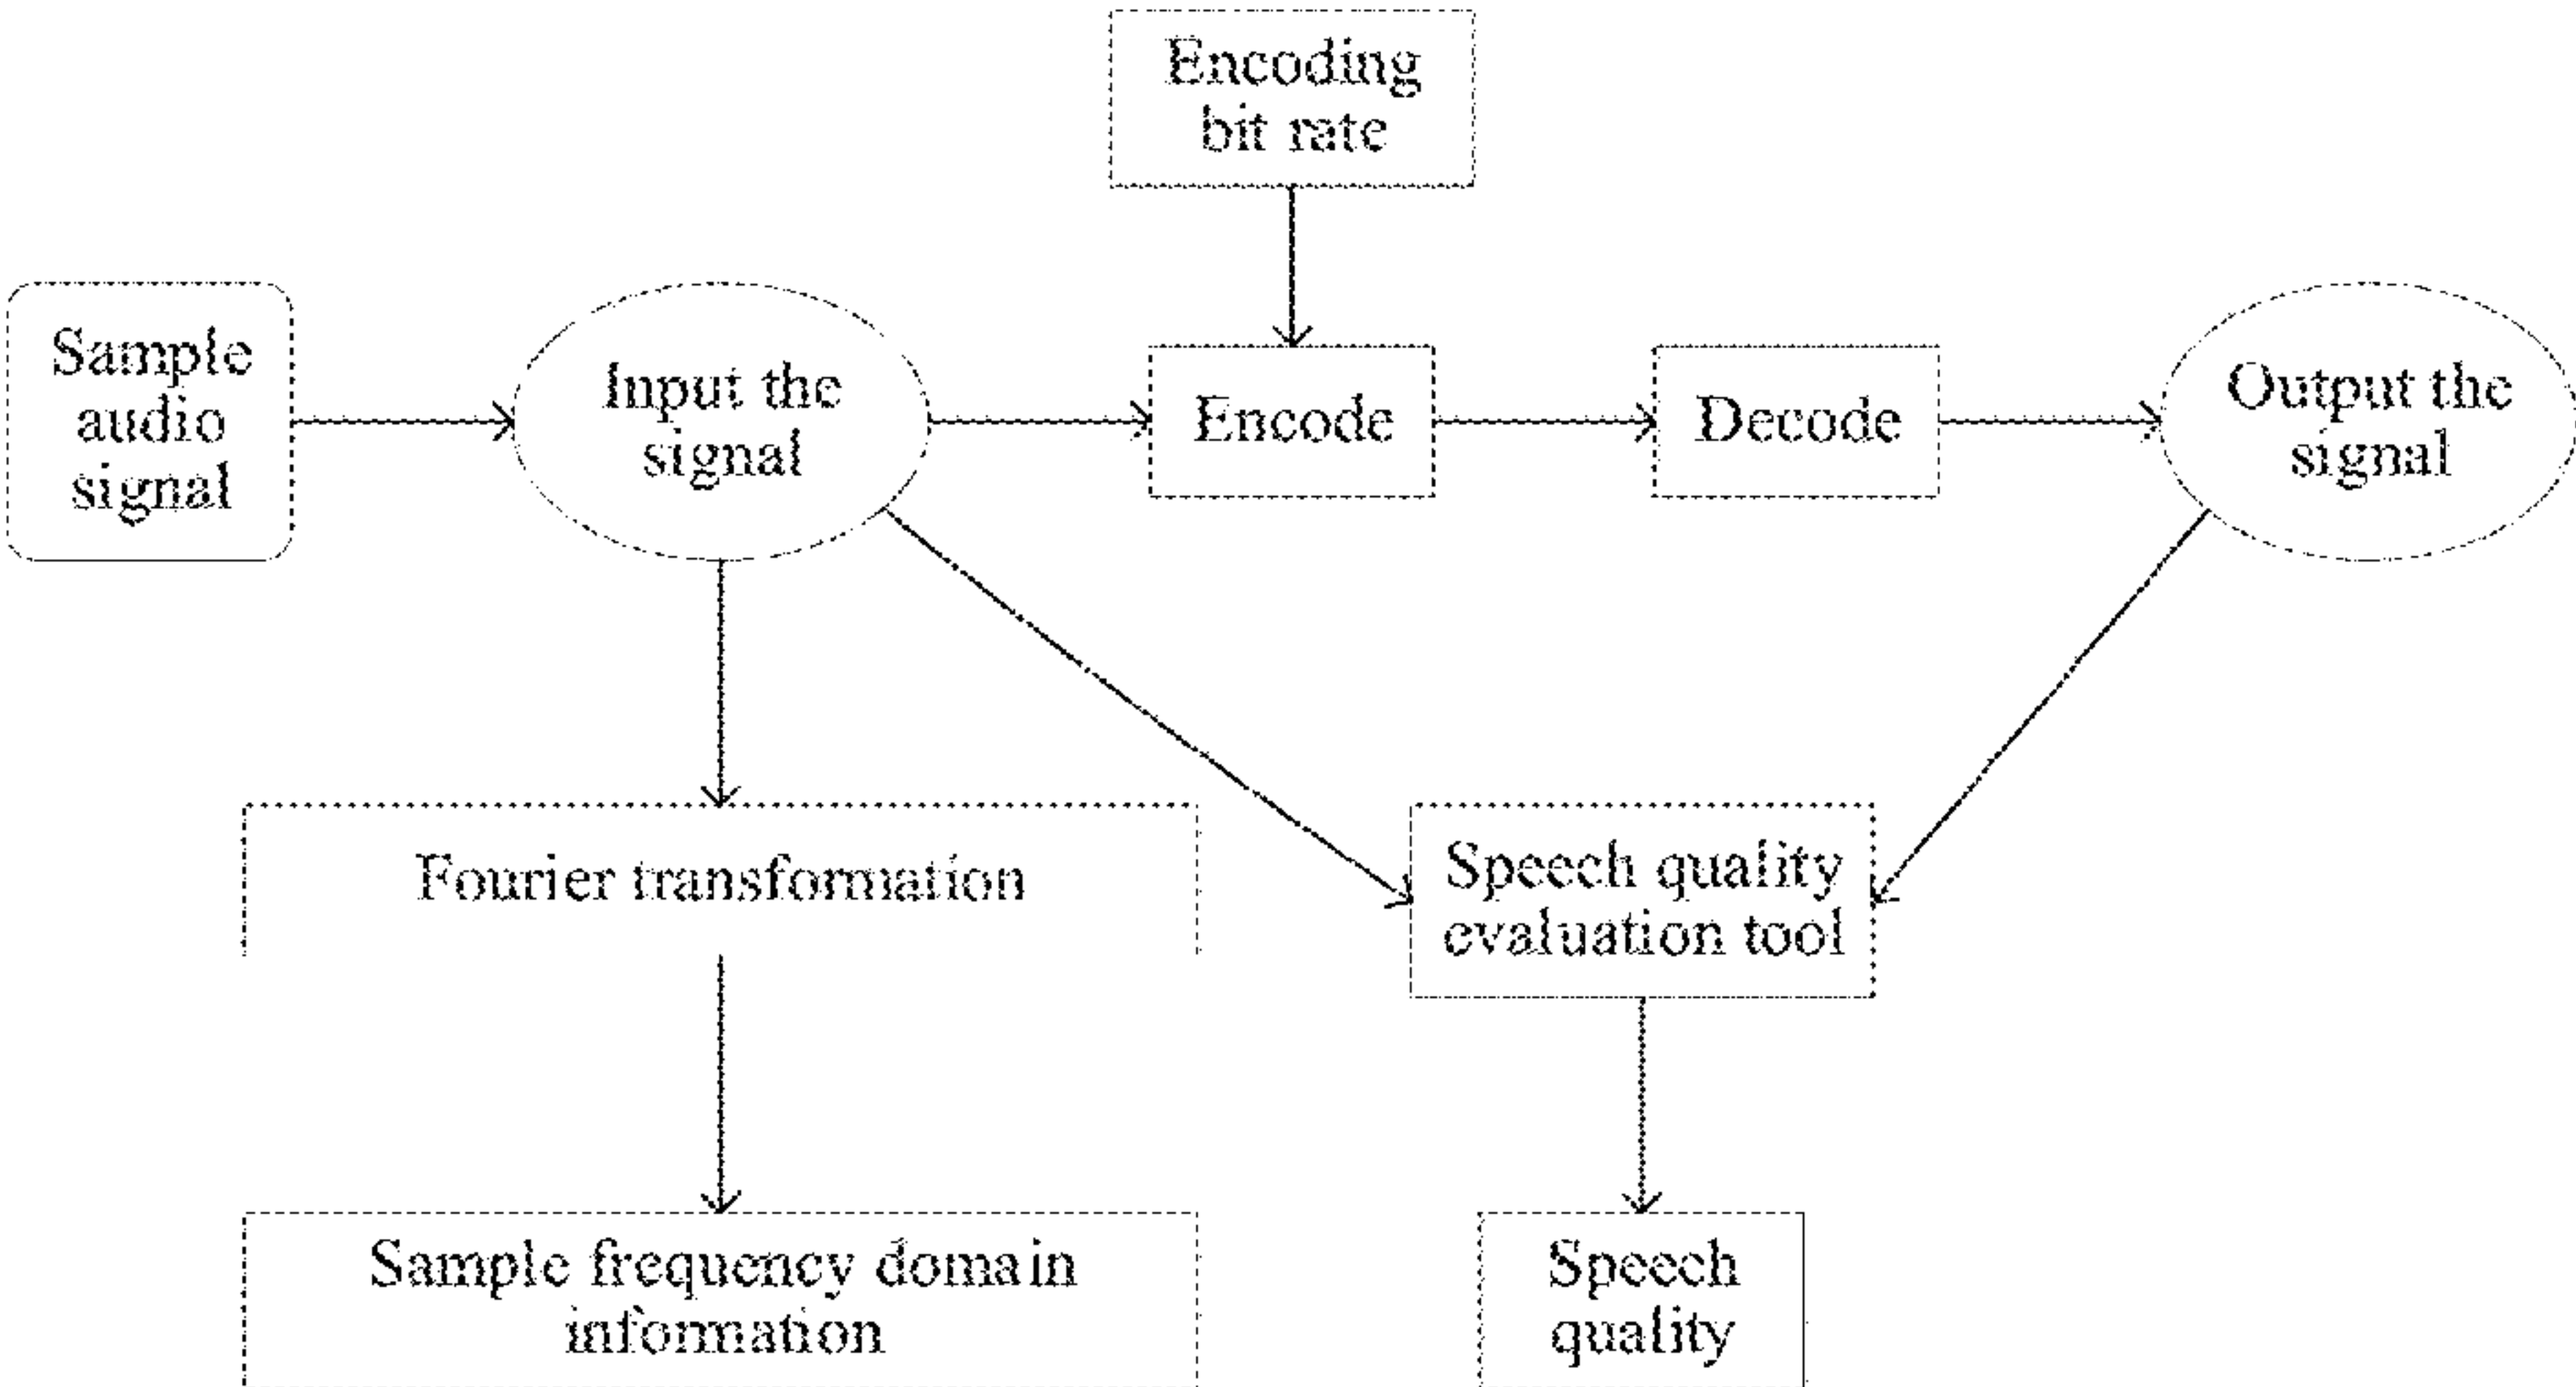 Encoding
bit rate
Sample
audio
signal
Input the
signal
Encode
Decode
Output the
signal
Fourier transformation
Speech quality
evaluation tool
Sample frequency domain
information
Speech
quality